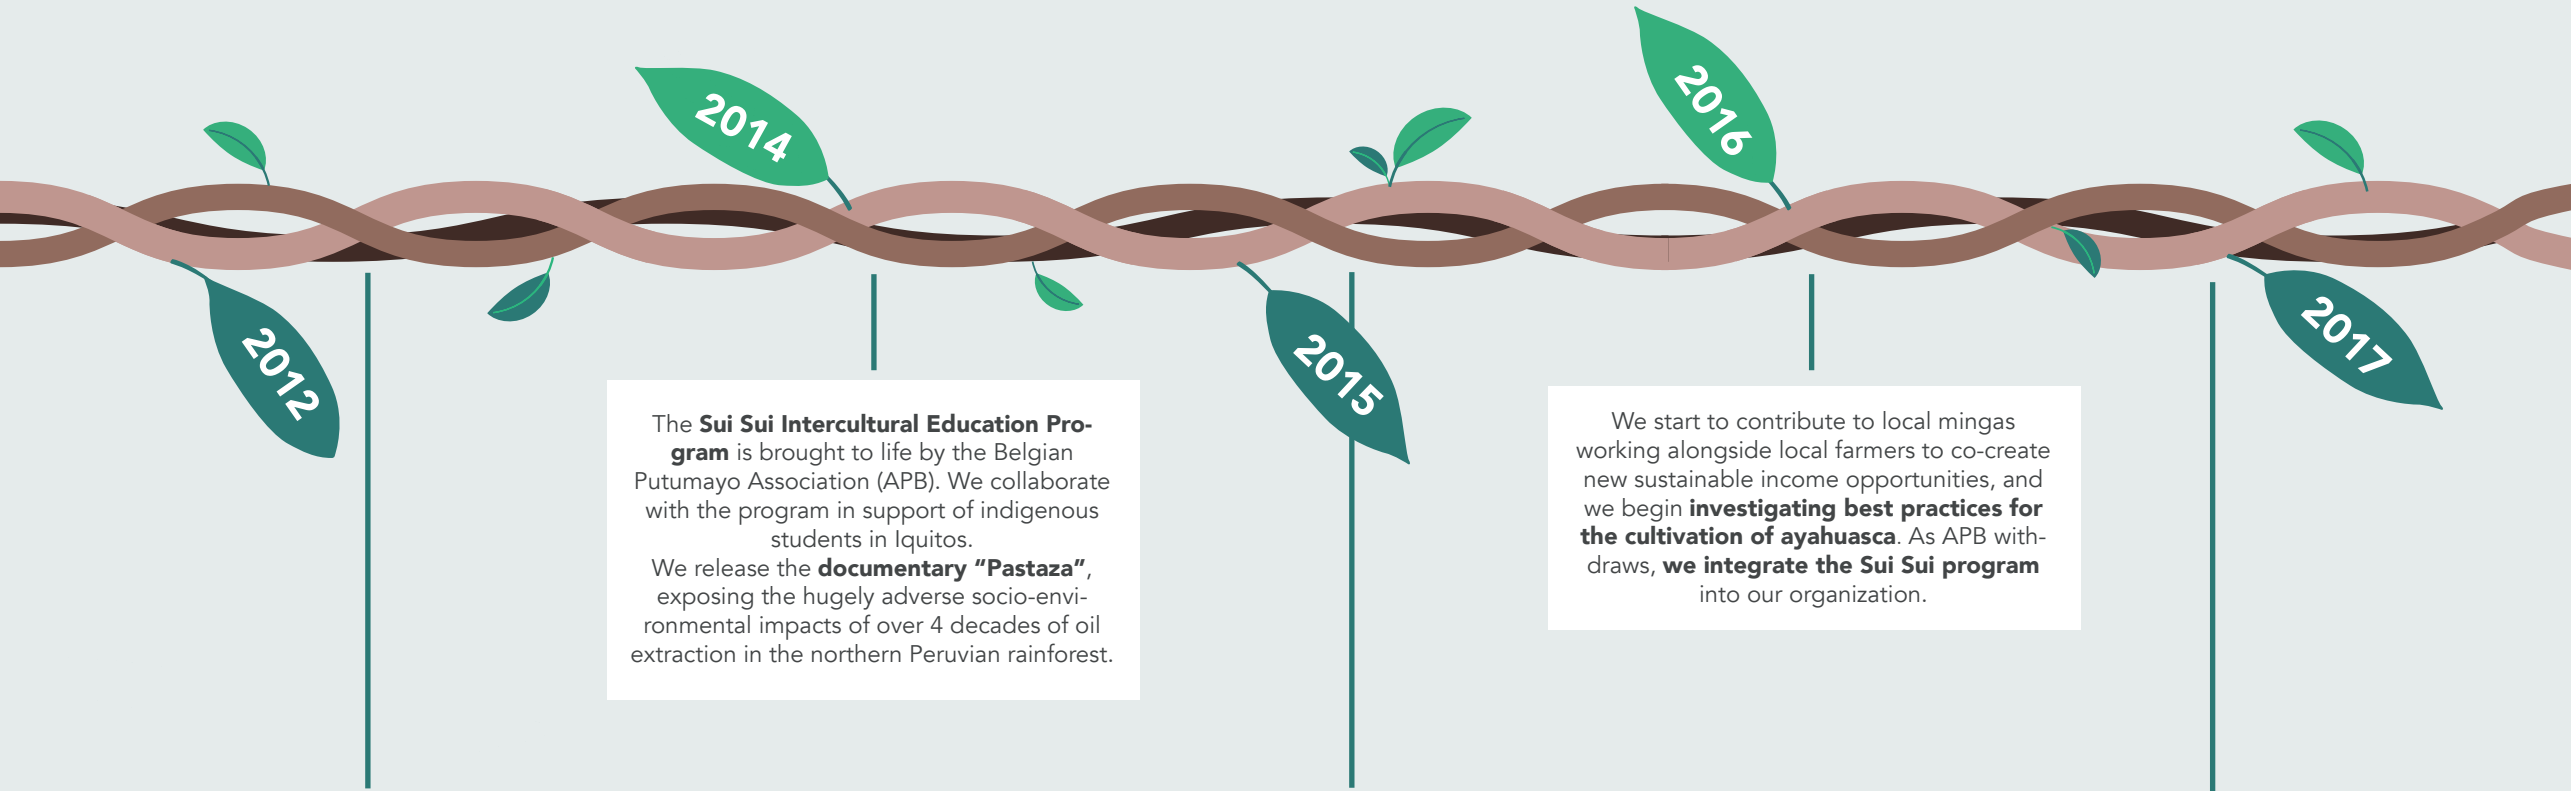 2012
2014
The Sui Sui Intercultural Education Pro-
gram is brought to life by the Belgian
Putumayo Association (APB). We collaborate
with the program in support of indigenous
students in Iquitos.
We release the documentary “Pastaza”,
exposing the hugely adverse socio-envi-
ronmental impacts of over 4 decades of oil
extraction in the northern Peruvian rainforest.
2015
2016
We start to contribute to local mingas
working alongside local farmers to co-create
new sustainable income opportunities, and
we begin investigating best practices for
the cultivation of ayahuasca. As APB with-
draws, we integrate the Sui Sui program
into our organization.
2017